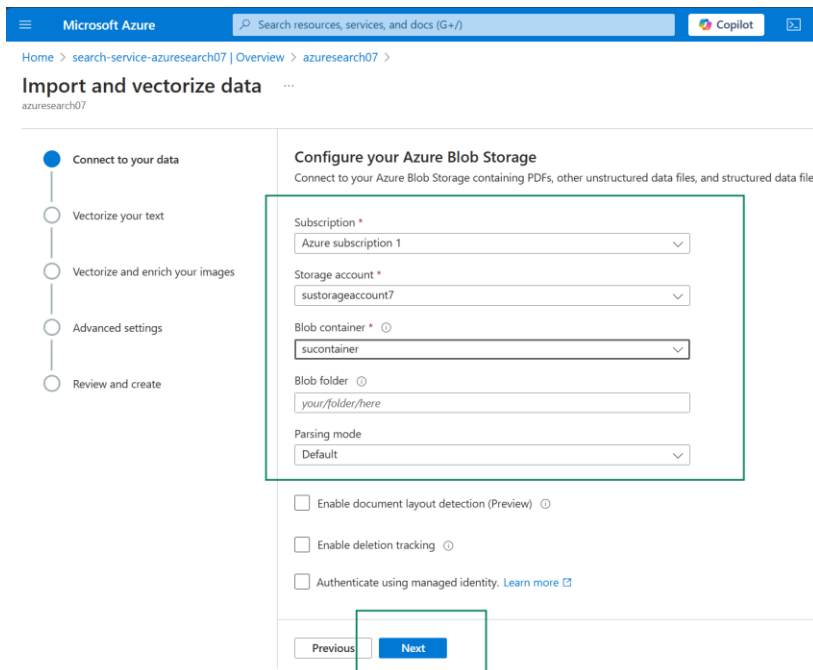 Microsoft Azure
Search resources, services, and docs (G+/)
Copilot
Home > search-service-azuresearch07 | Overview > azuresearch07 >
Import and vectorize data ...
azuresearch07
Connect to your data
Vectorize your text
Vectorize and enrich your images
Advanced settings
Review and create
Configure your Azure Blob Storage
Connect to your Azure Blob Storage containing PDFs, other unstructured data files, and structured data file
Subscription *
Azure subscription 1
Storage account *
sustorageaccount7
Blob container *
sucontainer
Blob folder
your/folder/here
Parsing mode
Default
Enable document layout detection (Preview)
Enable deletion tracking
Authenticate using managed identity. Learn more
Previous
Next